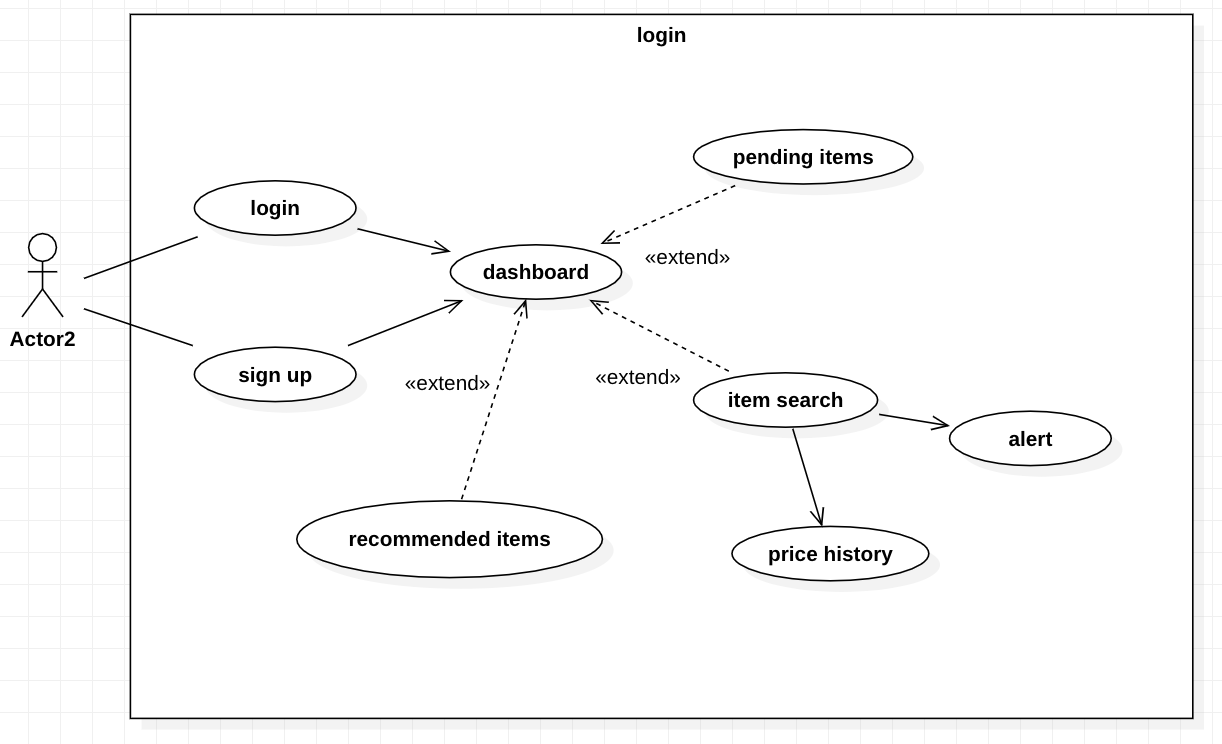 login
pending items
login
dashboard
«extend»
Actor2
sign up
«extend»
«extend»
item search
alert
recommended items
price history